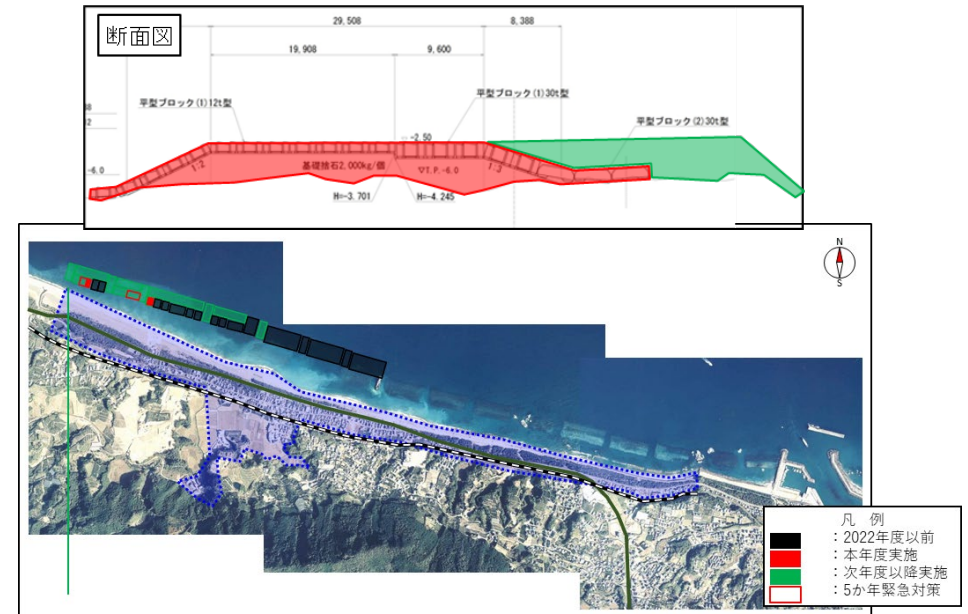 断面図
29,508
8,388
19,908
9,600
平型ブロック(1)12t型
平型ブロック(1)30t型
平型ブロック(2)30t型
-2.50
-6.0
1:2
基礎捨石2,000kg/個
▽T.P.-6.0
1:3
H=-3.701
H=-4.245
N
S
凡 例
：2022年度以前
：本年度実施
：次年度以降実施
：5か年緊急対策